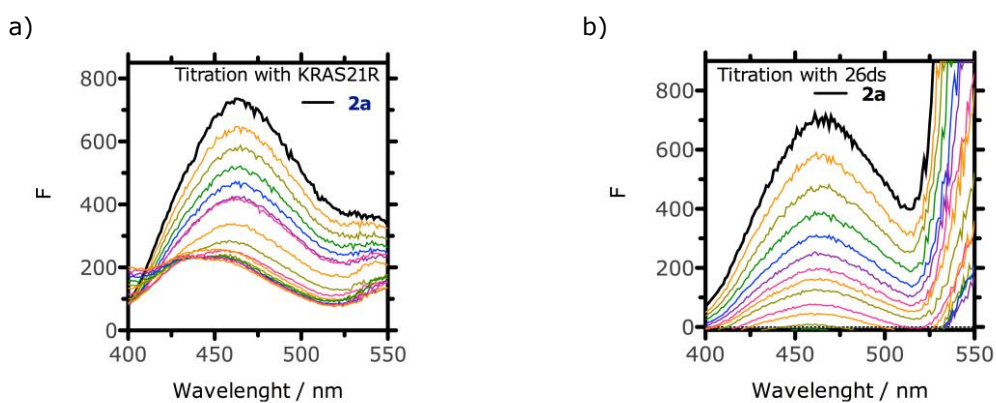 a)
Titration with KRAS21R
2a
800
600
400
200
0
F
400 450 500 550
Wavelenght / nm
b)
Titration with 26ds
2a
800
600
400
200
0
F
400 450 500 550
Wavelenght / nm